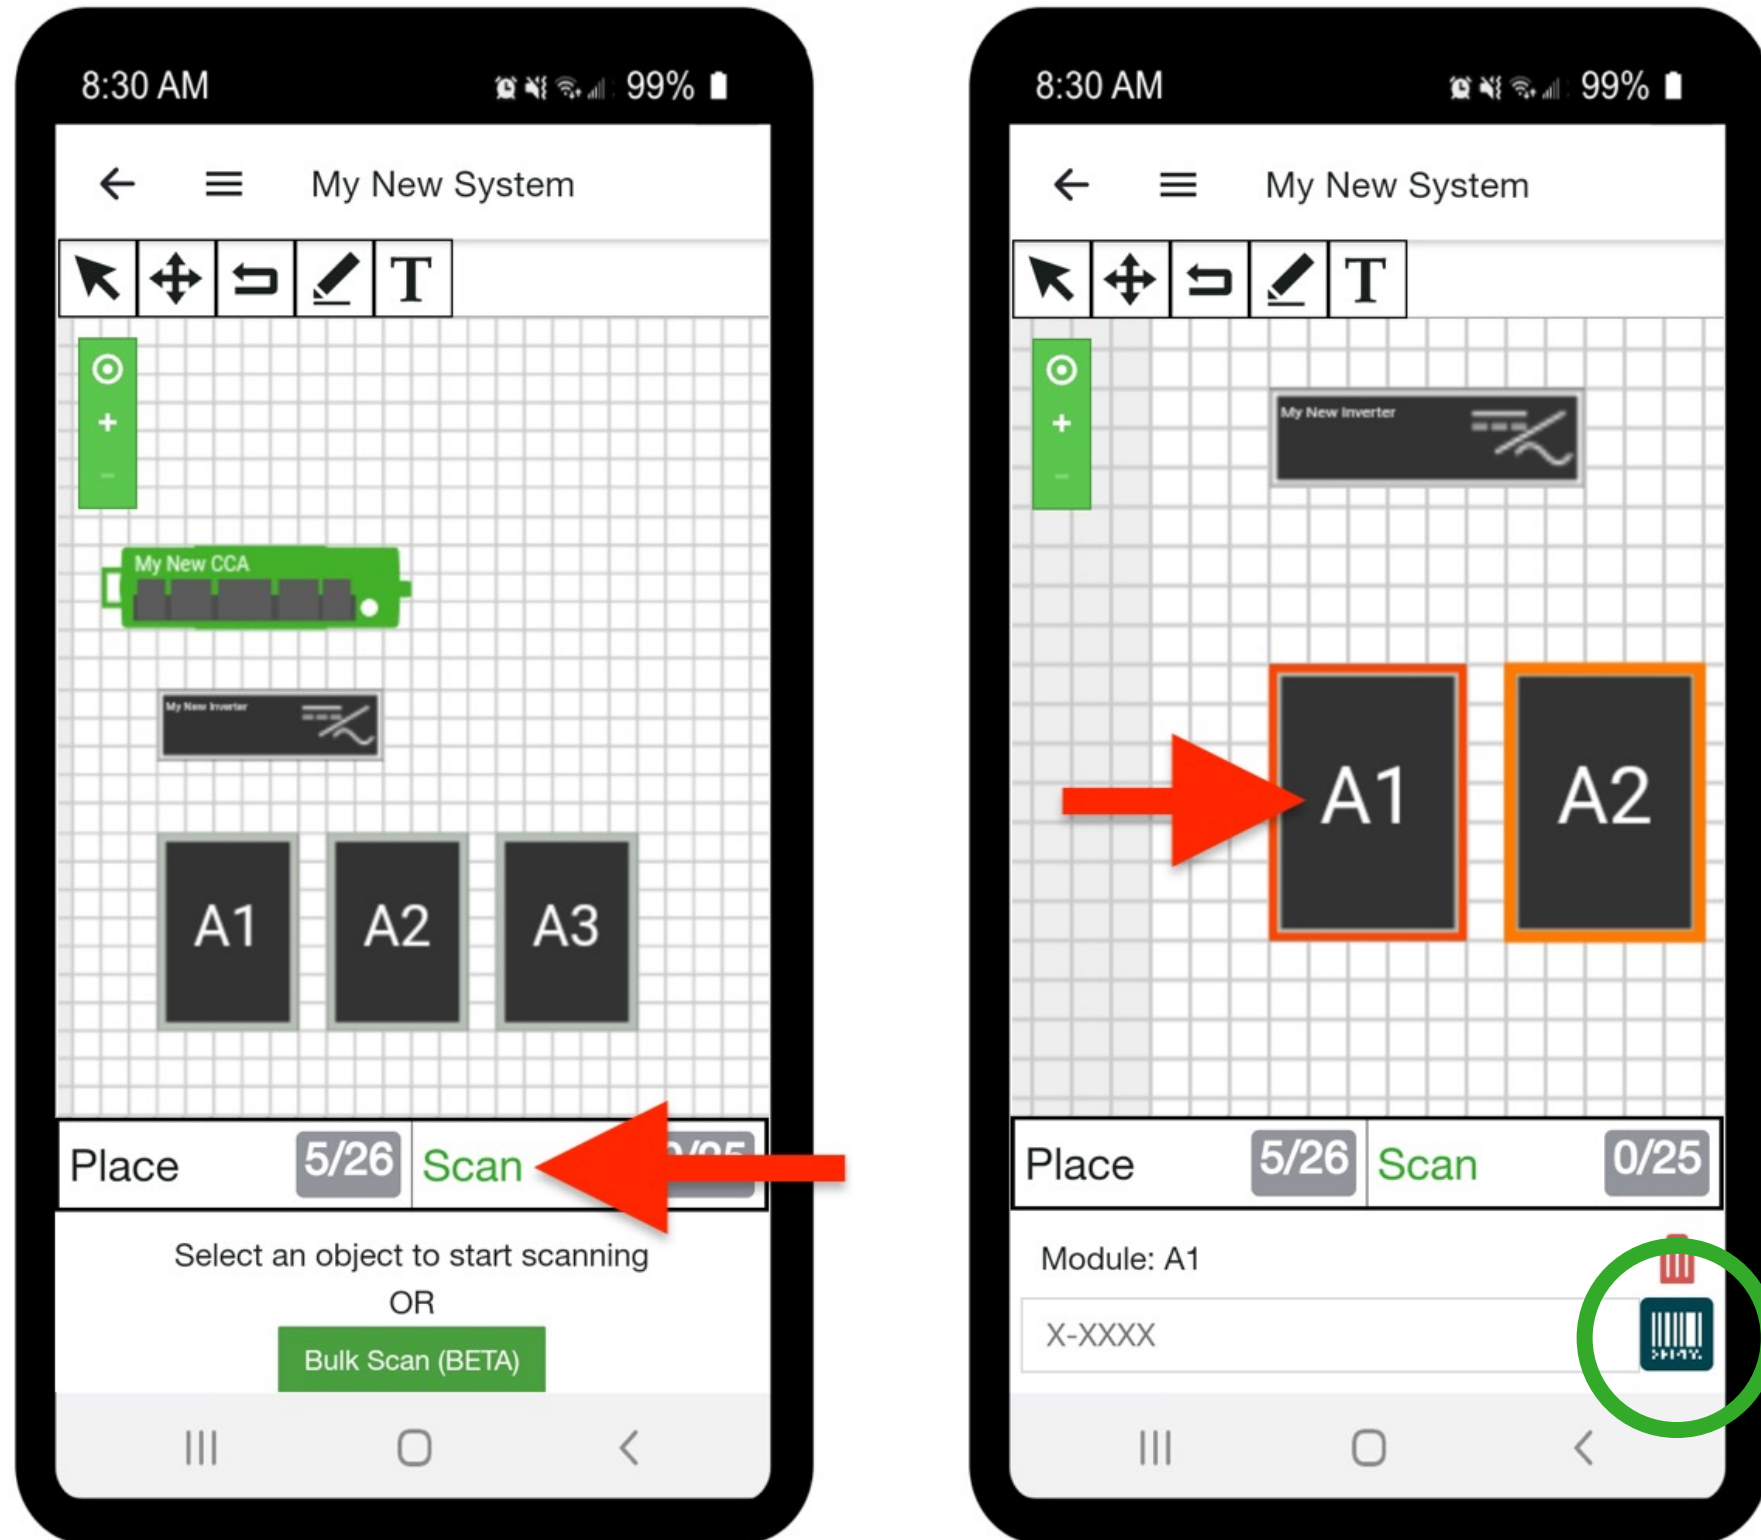 8:30 AM
99%
My New System
T
My New CCA
My New Inverter
A1
A2
A3
Place
5/26
Scan
Select an object to start scanning
OR
Bulk Scan (BETA)
8:30 AM
99%
My New System
T
My New Inverter
A1
A2
Place
5/26
Scan
0/25
Module: A1
X-XXXX